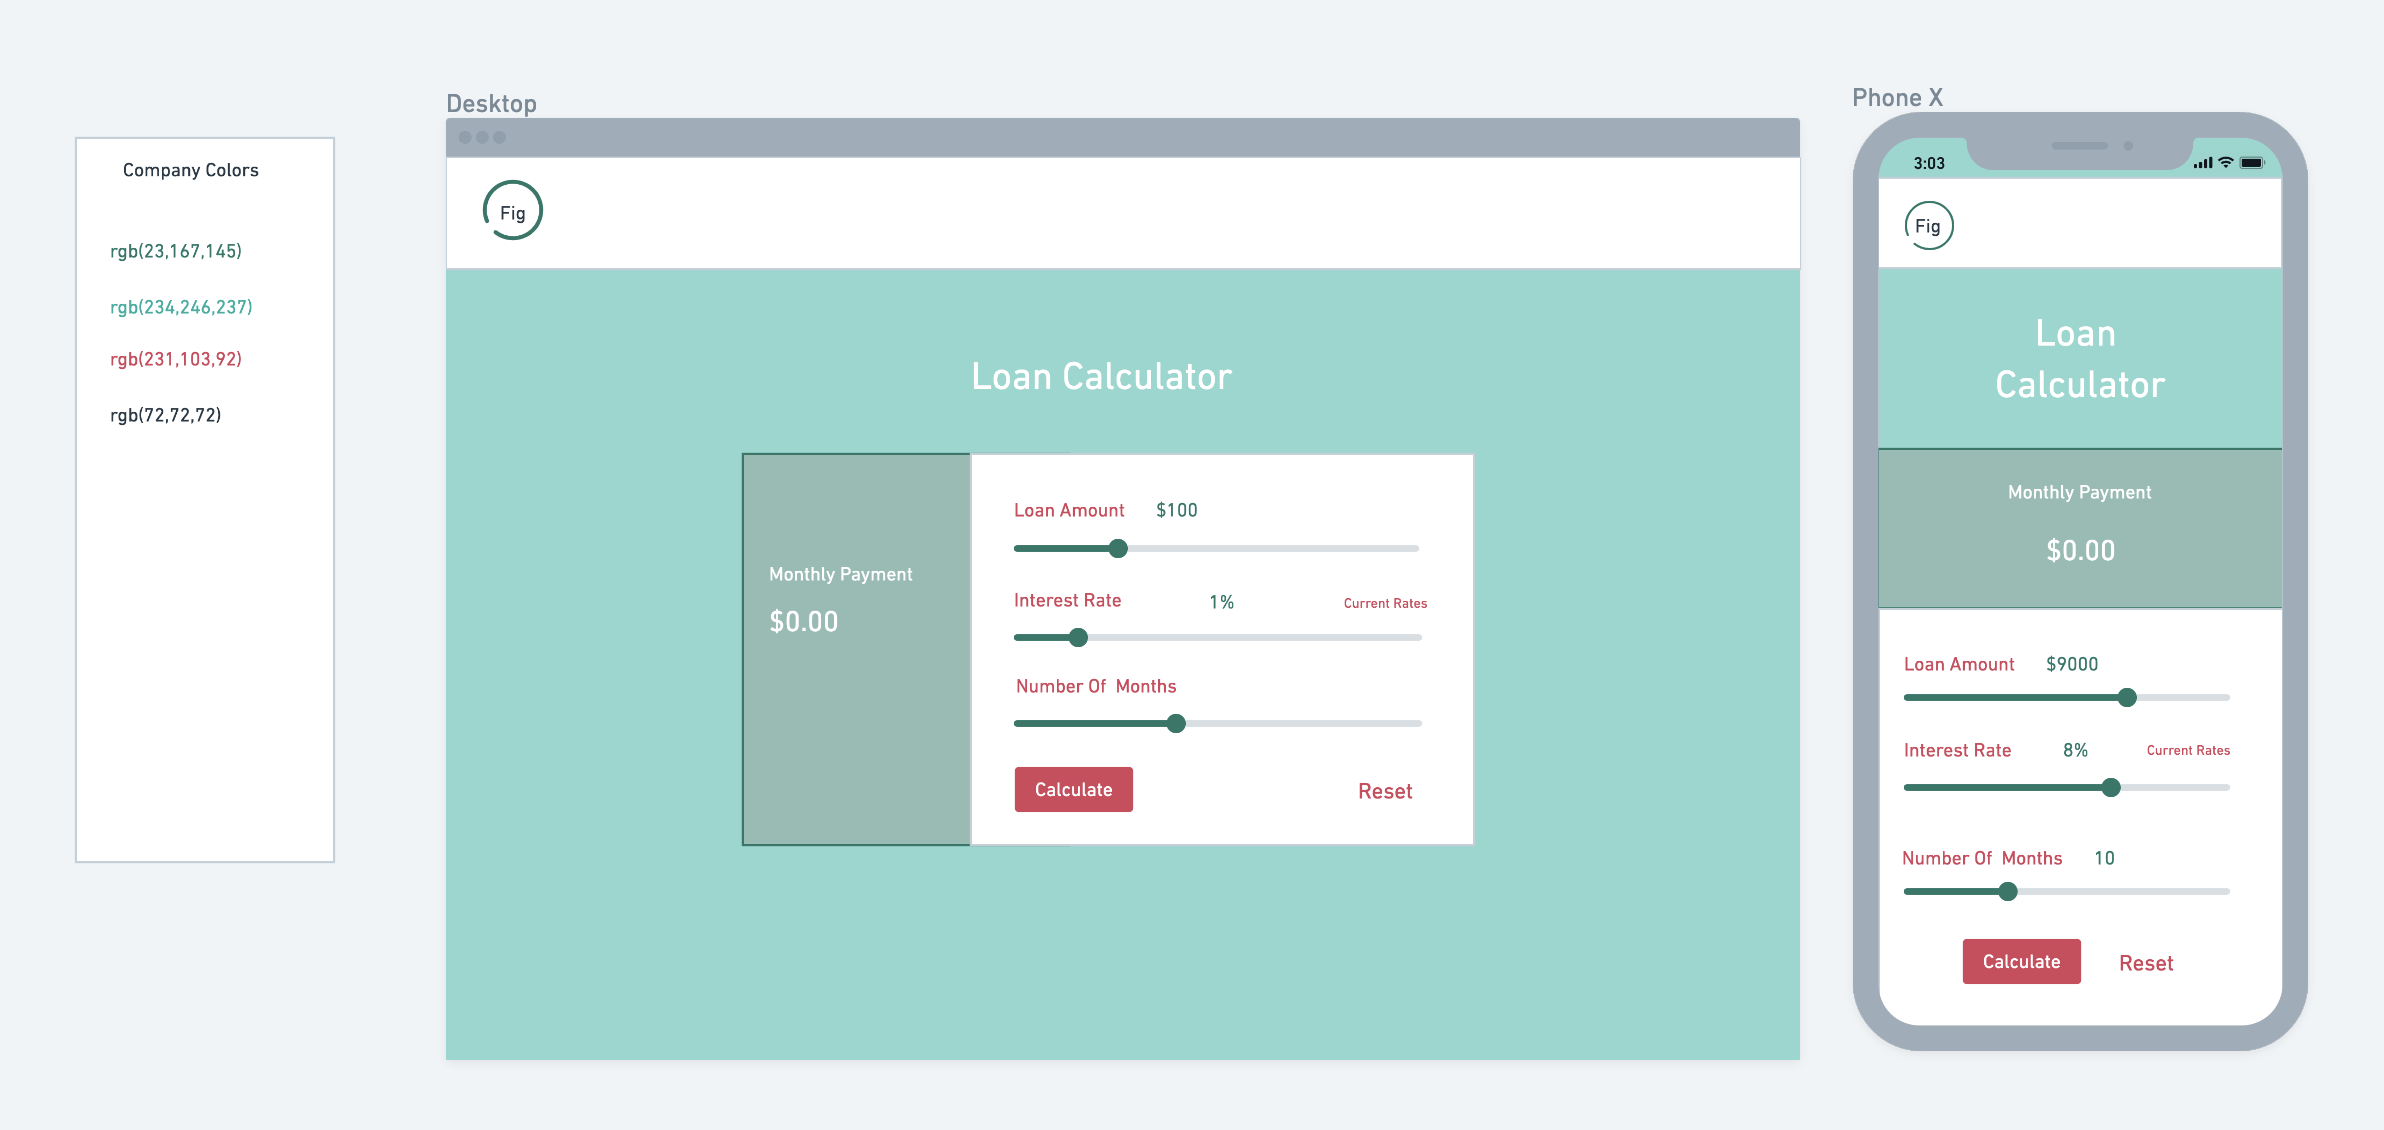 Company Colors
rgb(23,167,145)
rgb(234,246,237)
rgb(231,103,92)
rgb(72,72,72)
Desktop
Fig
Loan Calculator
Monthly Payment
$0.00
Loan Amount $100
Interest Rate 1% Current Rates
Number Of Months
Calculate Reset
Phone X
3:03
Fig
Loan
Calculator
Monthly Payment
$0.00
Loan Amount $9000
Interest Rate 8% Current Rates
Number Of Months 10
Calculate Reset